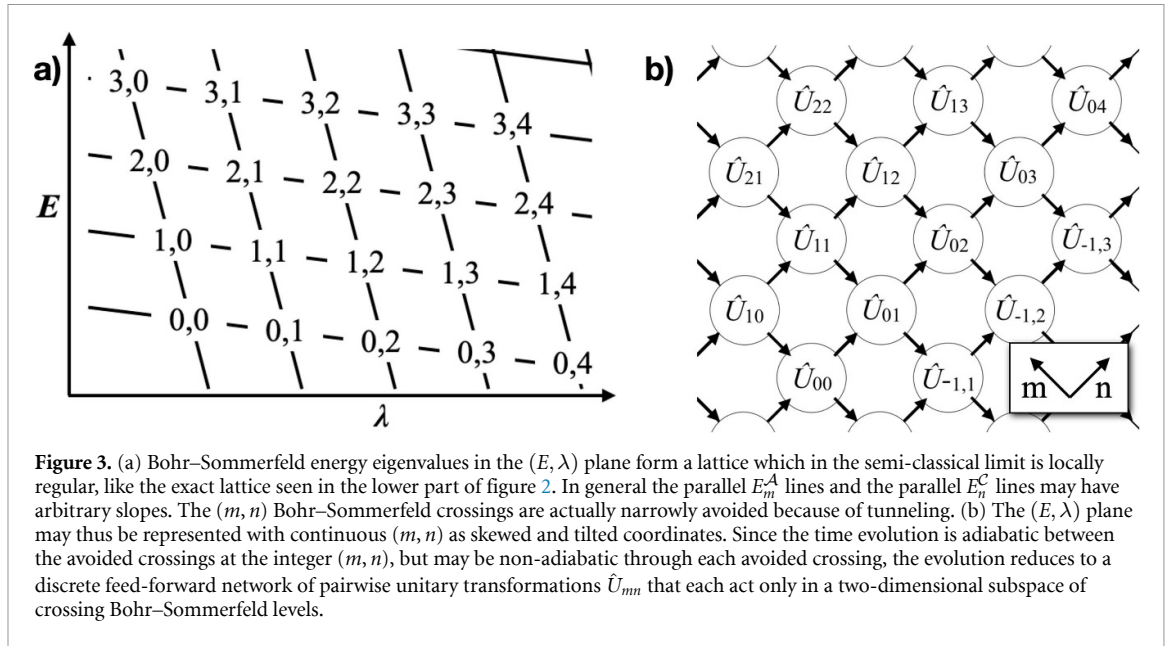 a)
3,0 3,1 3,2 3,3 3,4
2,0 2,1 2,2 2,3 2,4
E
1,0 1,1 1,2 1,3 1,4
0,0 0,1 0,2 0,3 0,4
λ
b)
Û22 Û13 Û04
Û21 Û12 Û03
Û11 Û02 Û-1,3
Û10 Û01 Û-1,2
Û00 Û-1,1
m n
Figure 3. (a) Bohr–Sommerfeld energy eigenvalues in the (E, λ) plane form a lattice which in the semi-classical limit is locally
regular, like the exact lattice seen in the lower part of figure 2. In general the parallel E_m^𝒜 lines and the parallel E_n^𝒞 lines may have
arbitrary slopes. The (m, n) Bohr–Sommerfeld crossings are actually narrowly avoided because of tunneling. (b) The (E, λ) plane
may thus be represented with continuous (m, n) as skewed and tilted coordinates. Since the time evolution is adiabatic between
the avoided crossings at the integer (m, n), but may be non-adiabatic through each avoided crossing, the evolution reduces to a
discrete feed-forward network of pairwise unitary transformations Û_mn that each act only in a two-dimensional subspace of
crossing Bohr–Sommerfeld levels.